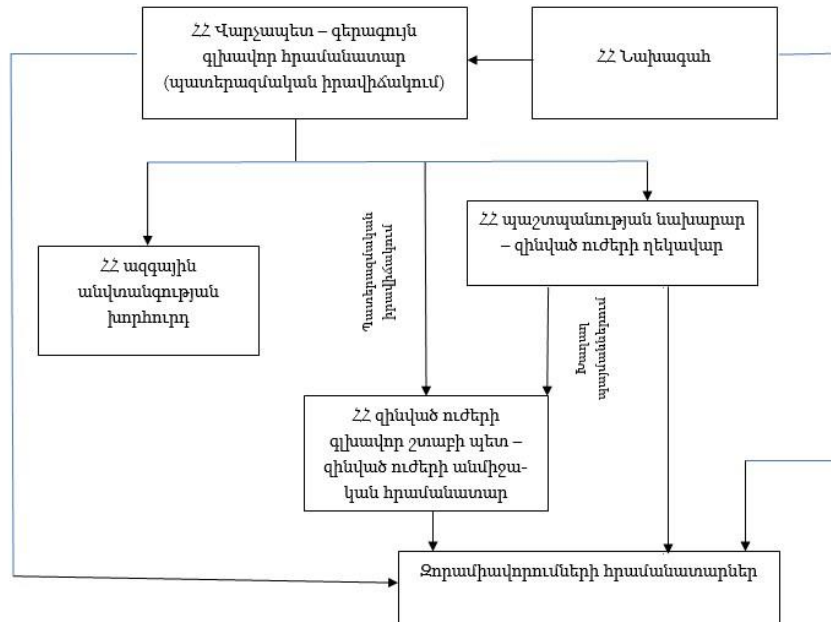 ՀՀ Վարչապետ – գերագույն
գլխավոր հրամանատար
(պատերազմական իրավիճակում)
ՀՀ Նախագահ
ՀՀ ազգային
անվտանգության
խորհուրդ
Պատերազմական
իրավիճակում
ՀՀ պաշտպանության նախարար
– զինված ուժերի ղեկավար
Խաղաղ
պայմաններում
ՀՀ զինված ուժերի
գլխավոր շտաբի պետ –
զինված ուժերի անմիջա-
կան հրամանատար
Զորամիավորումների հրամանատարներ